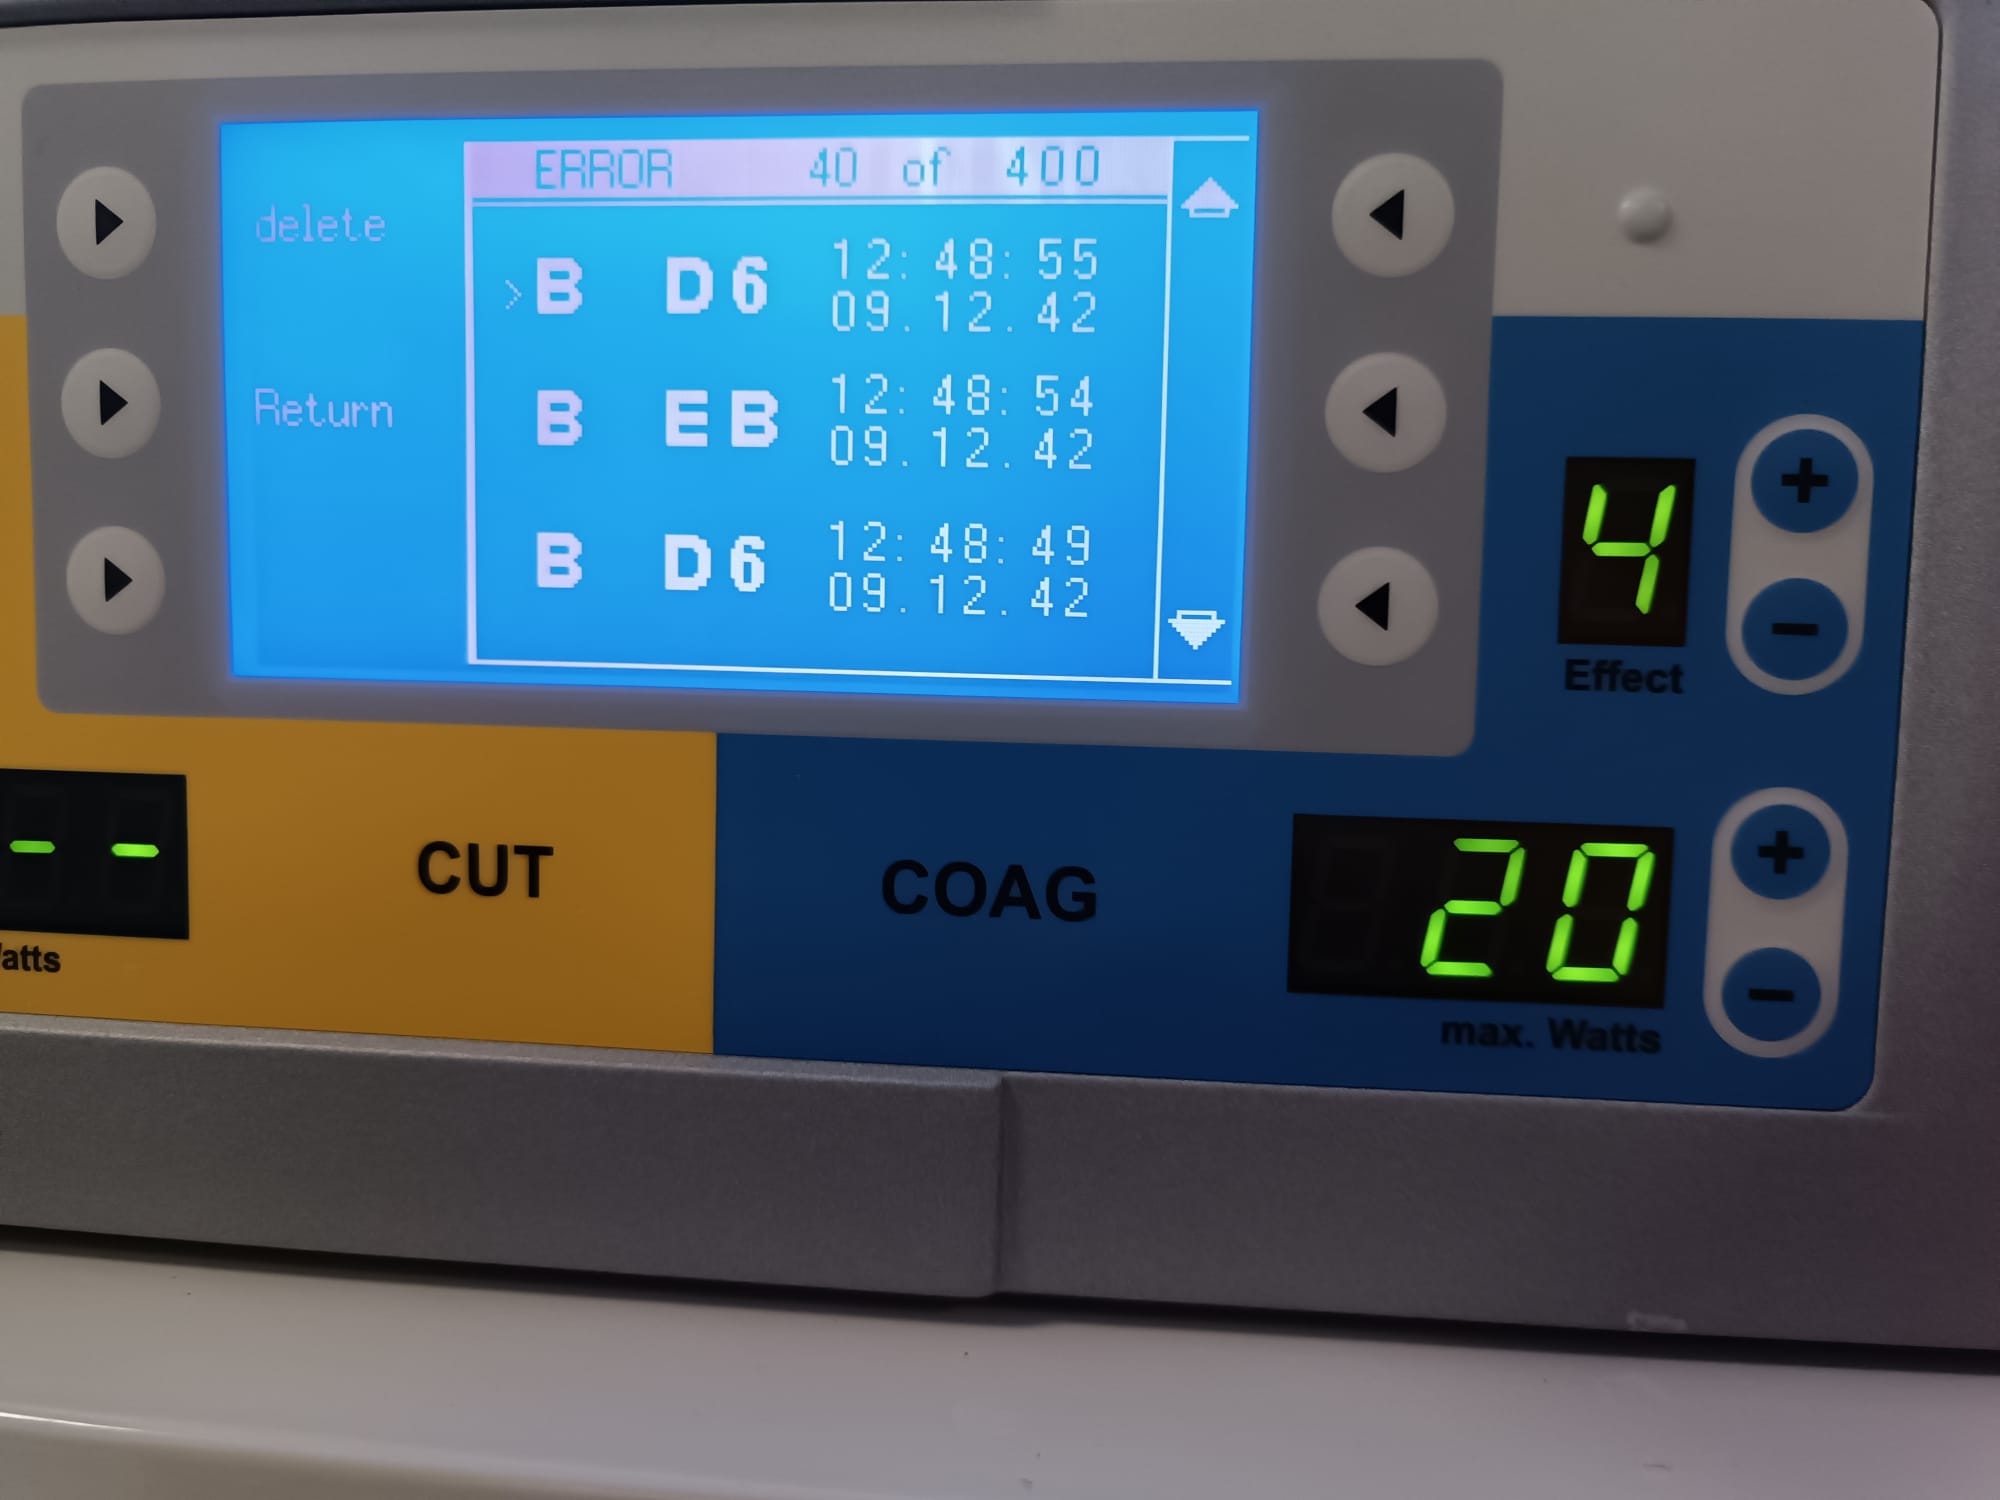 ERROR 40 of 400
delete
> B D6 12:48:55
09.12.42
Return
B EB 12:48:54
09.12.42
B D6 12:48:49
09.12.42
4
Effect
- -
atts
CUT
COAG
20
max. Watts